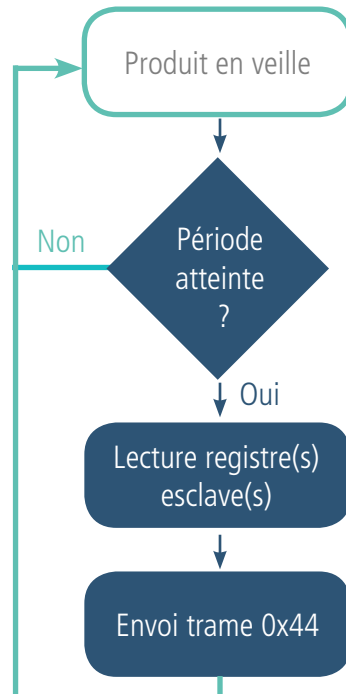 Produit en veille
Non
Période
atteinte
?
Oui
Lecture registre(s)
esclave(s)
Envoi trame 0x44